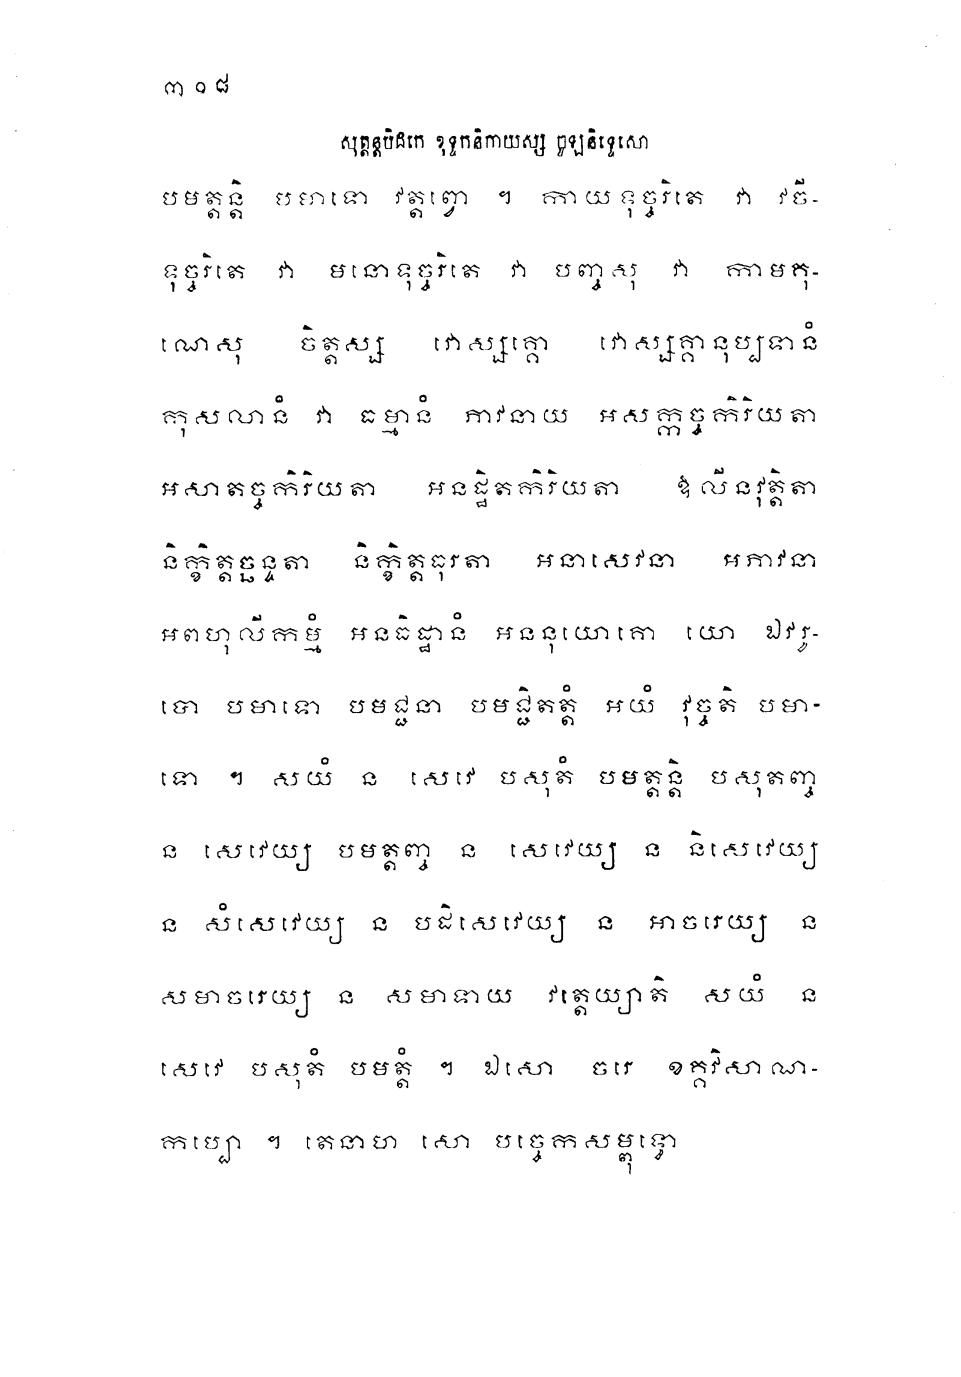 ៣០៨
សុត្តន្តបិដកេ ខុទ្ទកនិកាយស្ស ចូឡនិទ្ទេសោ
បមត្តន្តិ បមាទោ វត្តព្វោ ។ កាយទុច្ចរិតេ វា វចី-
ទុច្ចរិតេ វា មនោទុច្ចរិតេ វា បញ្ចសុ វា កាមគុ-
ណេសុ ចិត្តស្ស វោស្សគ្គោ វោស្សគ្គានុប្បទានំ
កុសលានំ វា ធម្មានំ ភាវនាយ អសក្កច្ចកិរិយតា
អសាតច្ចកិរិយតា អនដ្ឋិតកិរិយតា ឱលីនវុត្តិតា
និក្ខិត្តច្ឆន្ទតា និក្ខិត្តធុរតា អនាសេវនា អភាវនា
អពហុលីកម្មំ អនធិដ្ឋានំ អននុយោគោ យោ ឯវរូ-
បោ បមាទោ បមជ្ជនា បមជ្ជិតត្តំ អយំ វុច្ចតិ បមា-
ទោ ។ សយំ ន សេវេ បសុតំ បមត្តន្តិ បសុតញ្ច
ន សេវេយ្យ បមត្តញ្ច ន សេវេយ្យ ន និសេវេយ្យ
ន សំសេវេយ្យ ន បដិសេវេយ្យ ន អាចរេយ្យ ន
សមាចរេយ្យ ន សមាទាយ វត្តេយ្យាតិ សយំ ន
សេវេ បសុតំ បមត្តំ ។ ឯសោ ចរេ ខគ្គវិសាណ-
កប្បោ ។ តេនាហ សោ បច្ចេកសម្ពុទ្ធោ